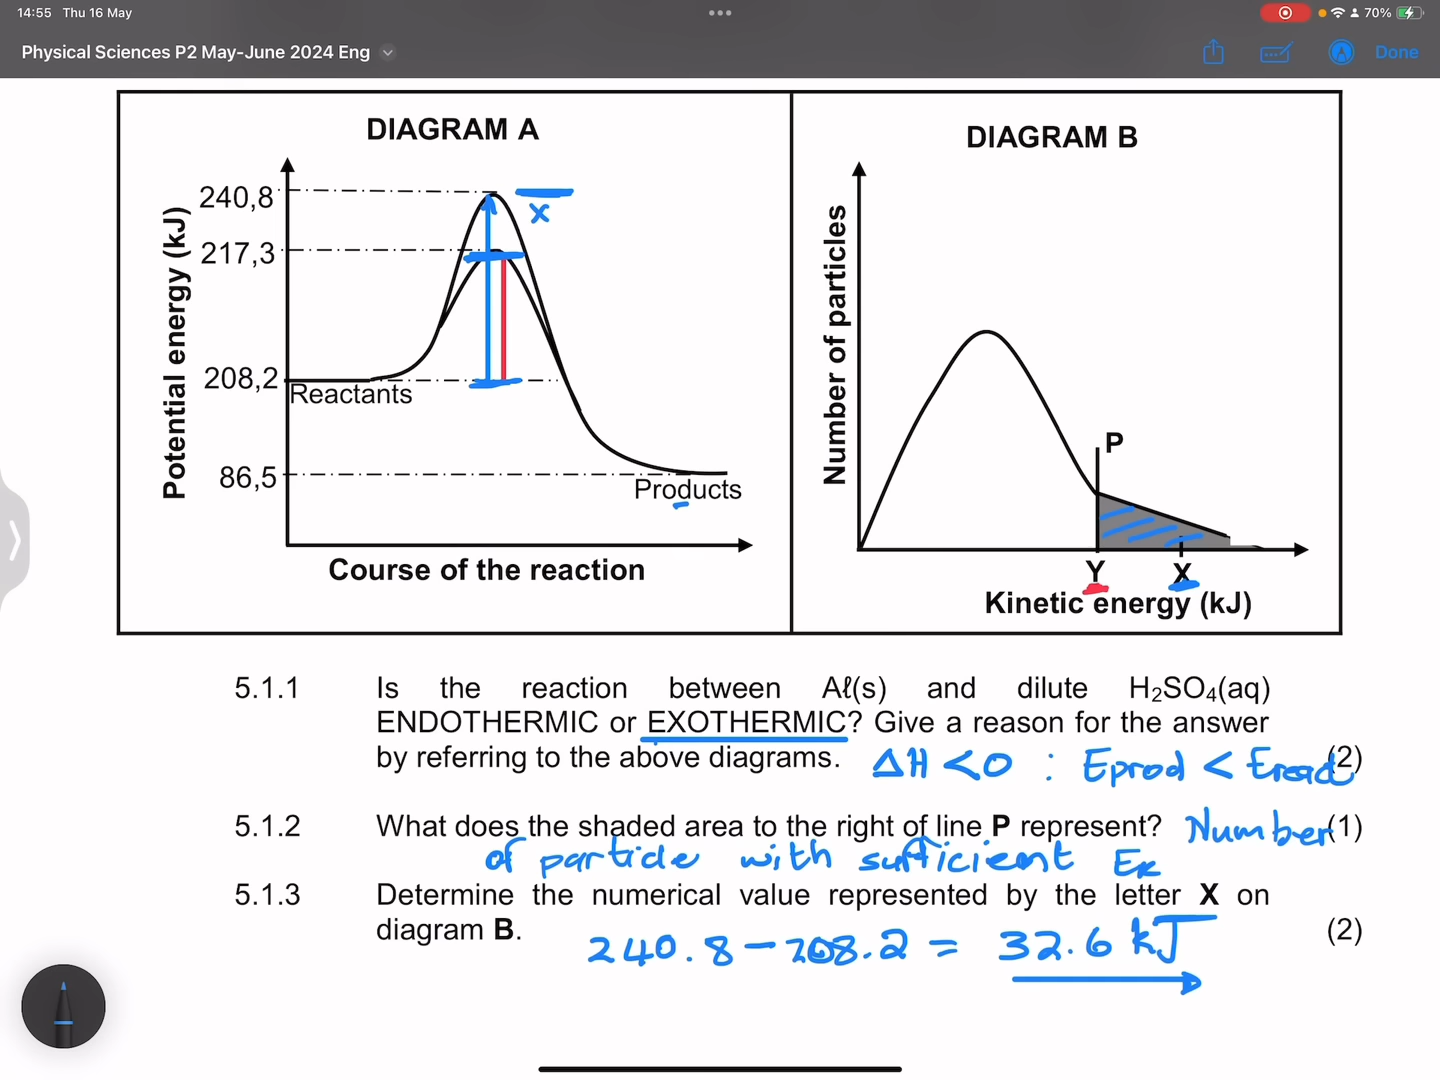 14:55 Thu 16 May
70%
Physical Sciences P2 May-June 2024 Eng
Done
DIAGRAM A
Potential energy (kJ)
240,8
X
217,3
208,2
Reactants
86,5
Products
Course of the reaction
DIAGRAM B
Number of particles
P
Y X
Kinetic energy (kJ)
5.1.1 Is the reaction between Aℓ(s) and dilute H₂SO₄(aq)
ENDOTHERMIC or EXOTHERMIC? Give a reason for the answer
by referring to the above diagrams. ΔH <0 : Eprod < Ereact (2)
5.1.2 What does the shaded area to the right of line P represent? Number (1)
of particle with sufficient Ek
5.1.3 Determine the numerical value represented by the letter X on
diagram B. (2)
240.8 - 208.2 = 32.6 kJ